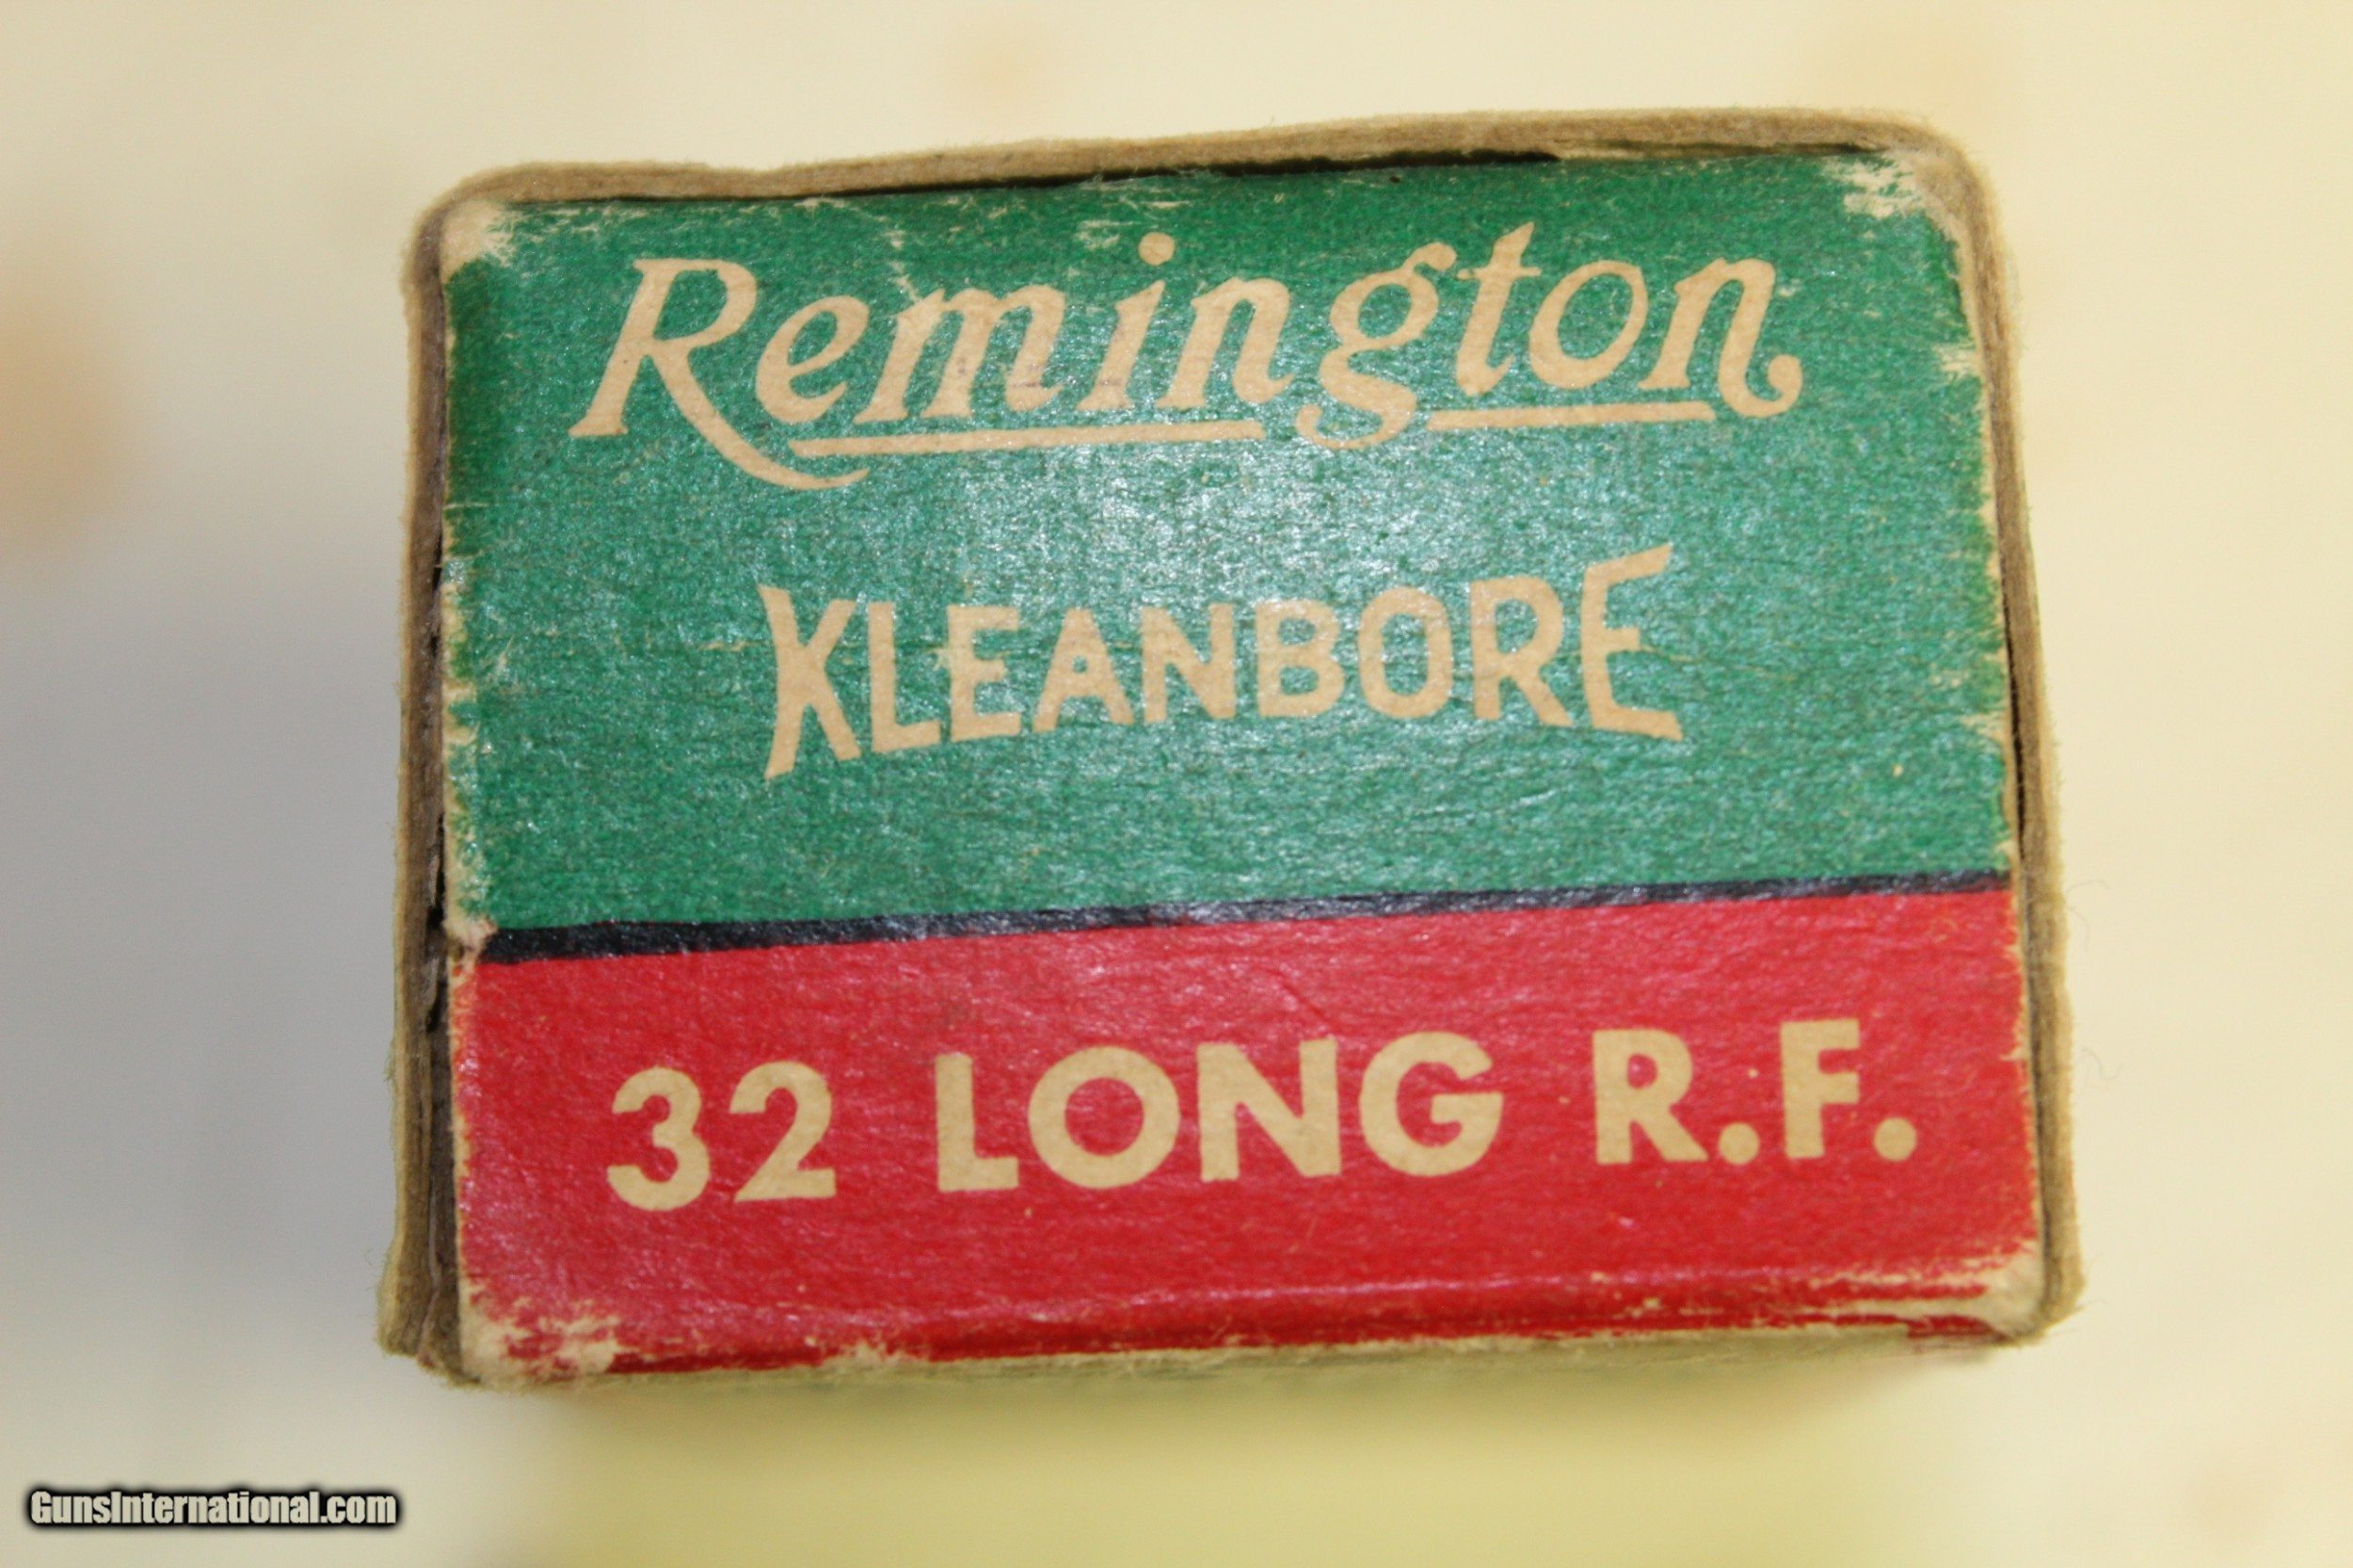 Remington
KLEANBORE
32 LONG R.F.
GunsInternational.com